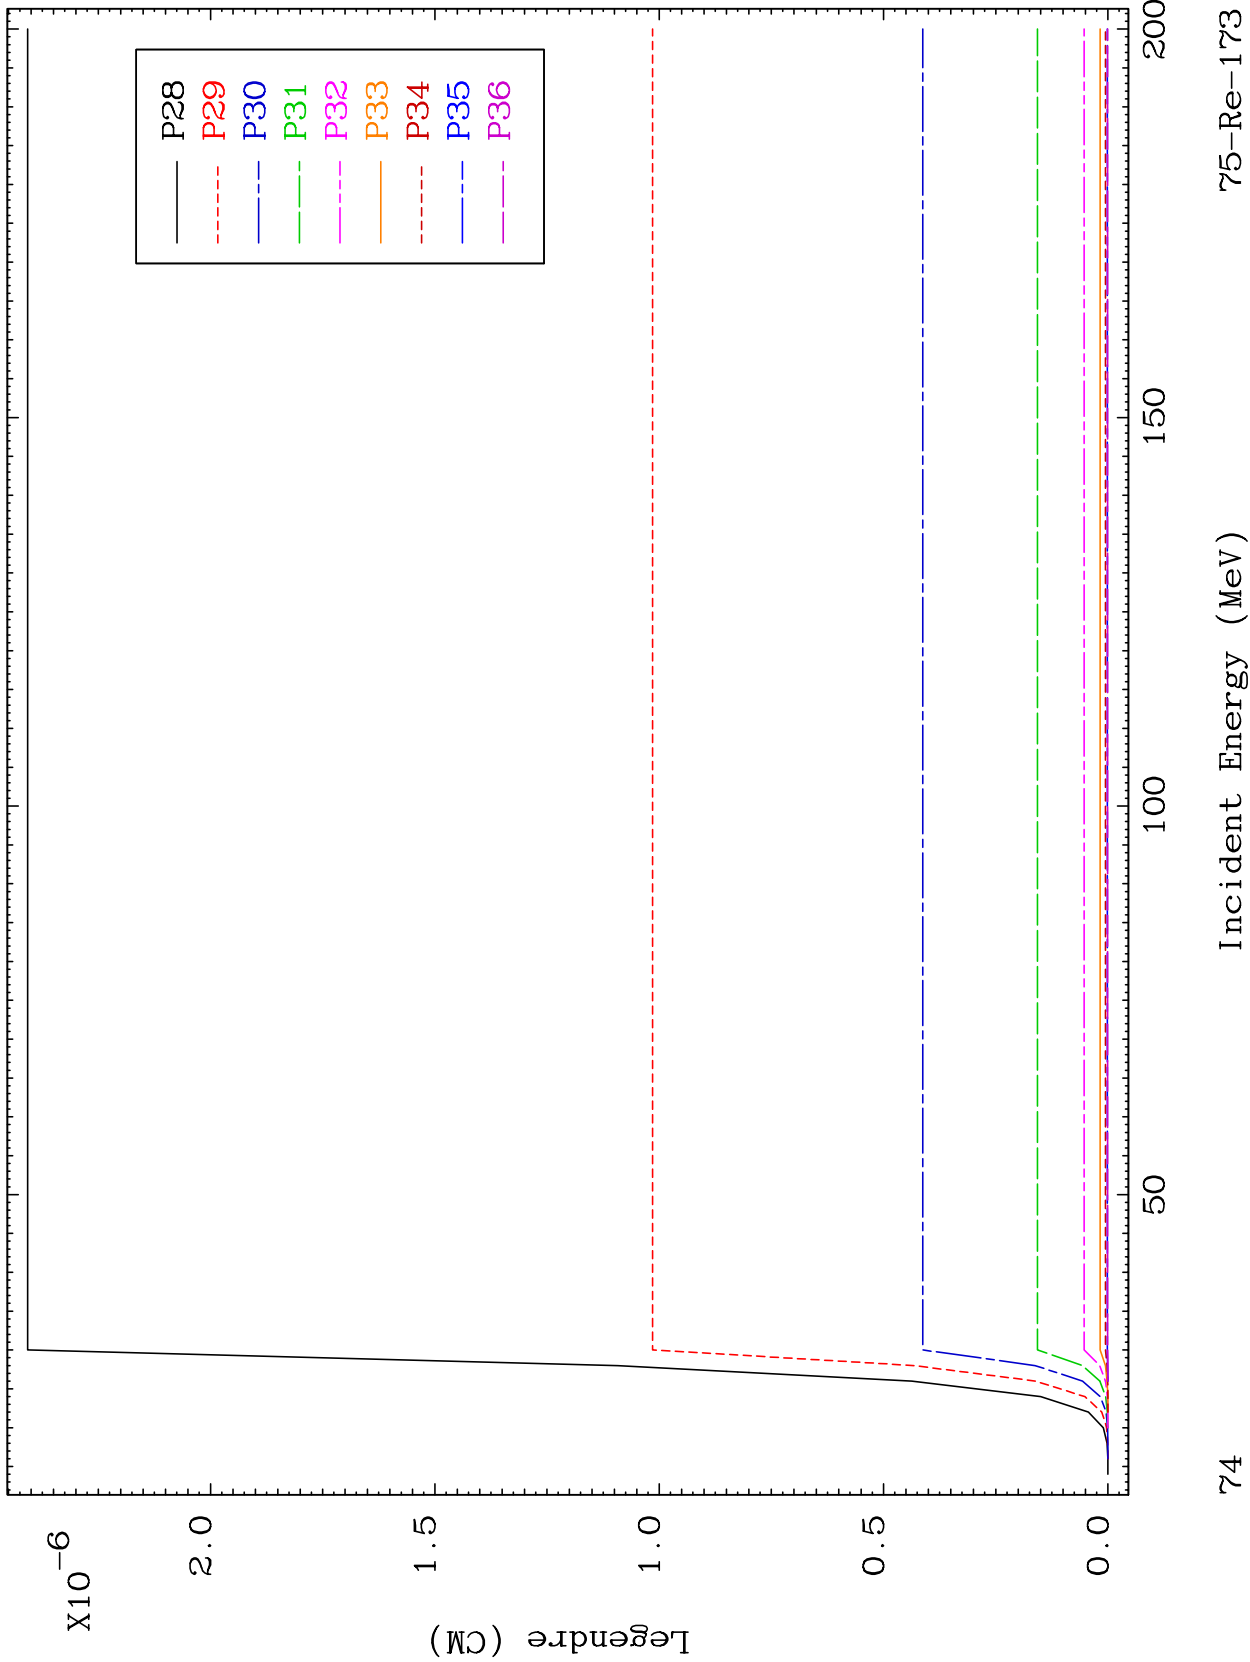 X10-6
2.0
1.5
1.0
0.5
0.0
Legendre (CM)
P28
P29
P30
P31
P32
P33
P34
P35
P36
50
100
150
200
Incident Energy (MeV)
74
75-Re-173